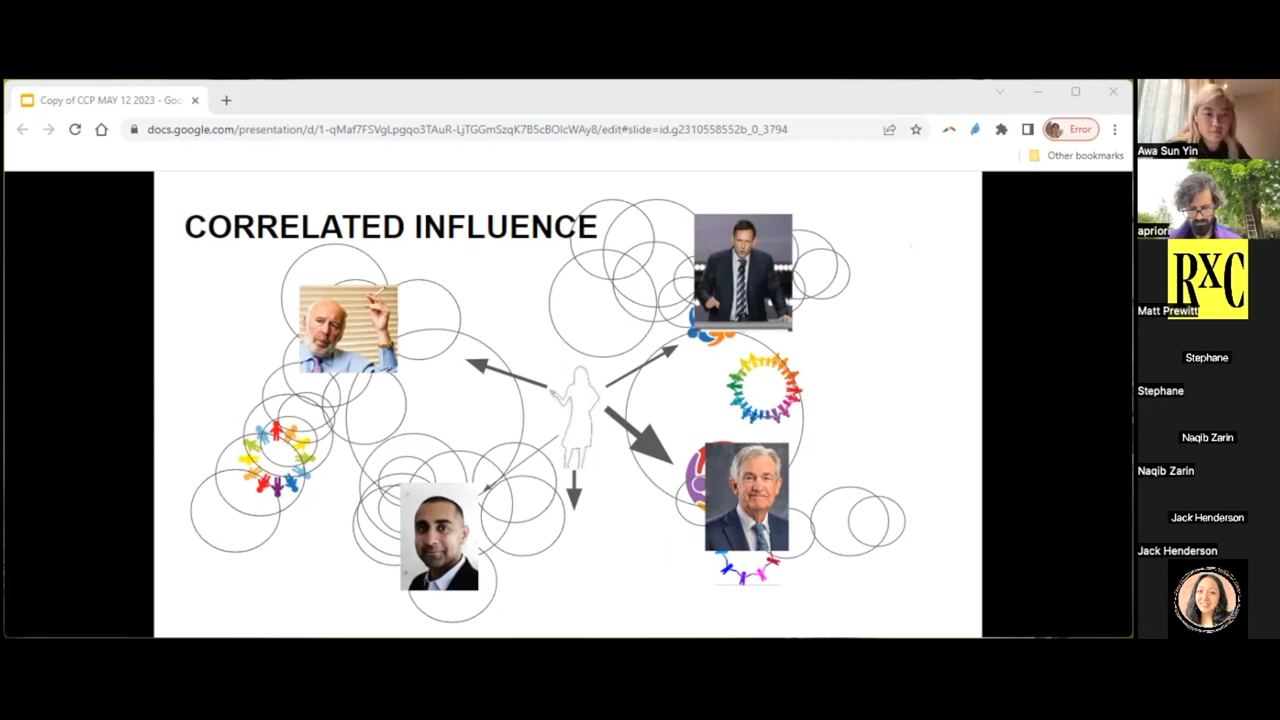 Copy of CCP MAY 12 2023 - Goo
docs.google.com/presentation/d/1-qMaf7FSVgLpgqo3TAuR-LjTGGmSzqK7B5cBOlcWAy8/edit#slide=id.g2310558552b_0_3794
Error
Other bookmarks
CORRELATED INFLUENCE
Awa Sun Yin
apriori
RXC
Matt Prewitt
Stephane
Stephane
Naqib Zarin
Naqib Zarin
Jack Henderson
Jack Henderson